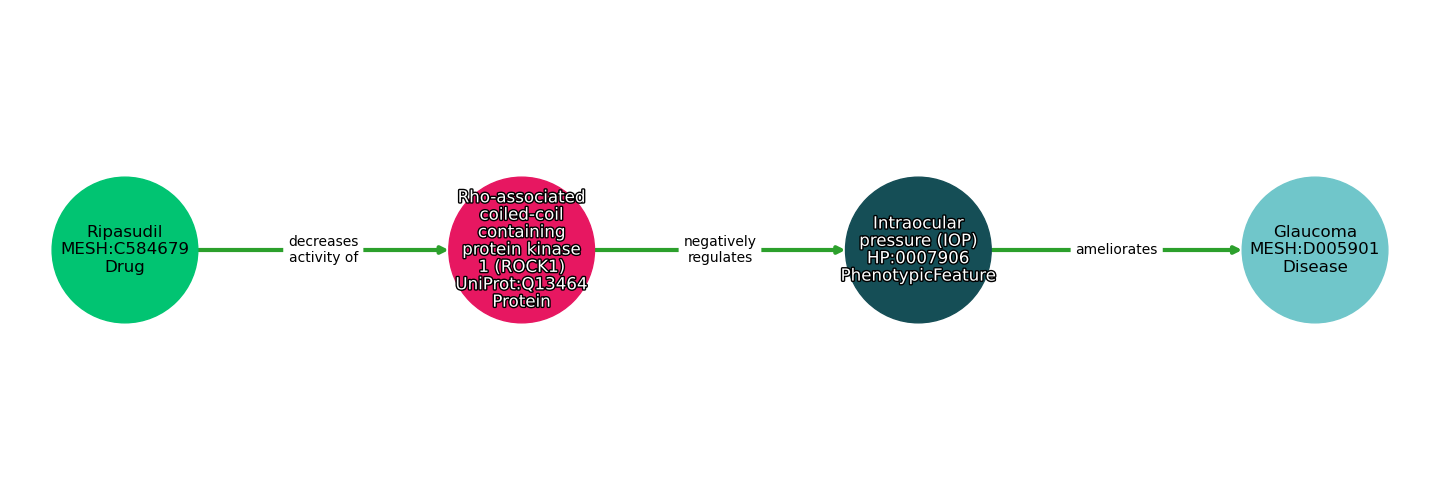 Ripasudil
MESH:C584679
Drug
decreases
activity of
Rho-associated
coiled-coil
containing
protein kinase
1 (ROCK1)
UniProt:Q13464
Protein
negatively
regulates
Intraocular
pressure (IOP)
HP:0007906
PhenotypicFeature
ameliorates
Glaucoma
MESH:D005901
Disease